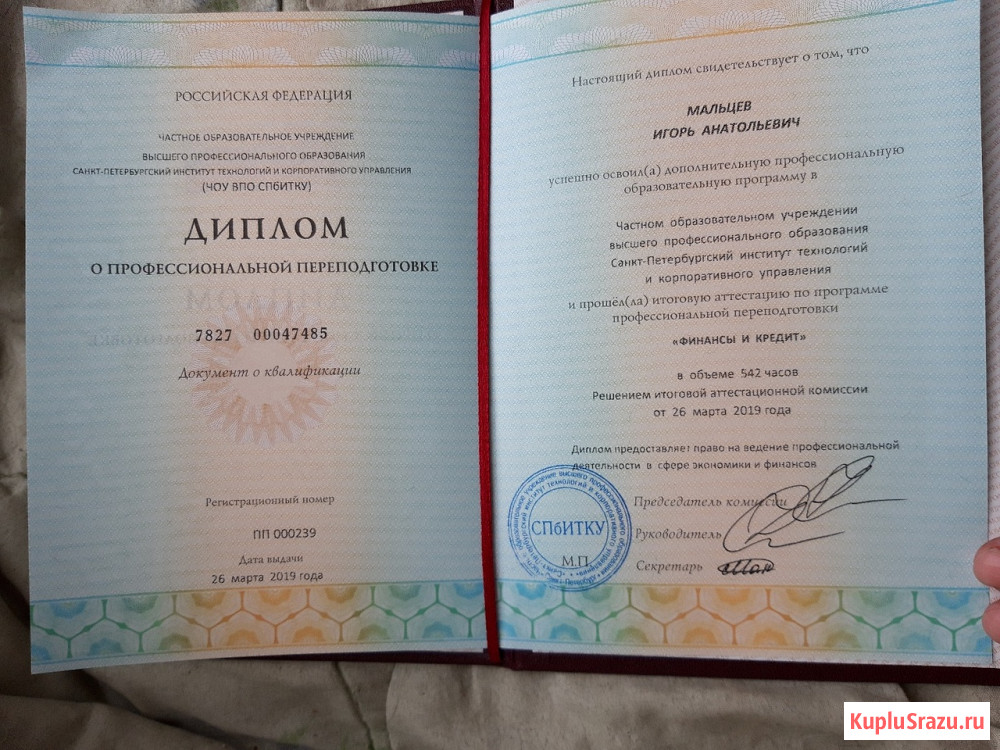 РОССИЙСКАЯ ФЕДЕРАЦИЯ
ЧАСТНОЕ ОБРАЗОВАТЕЛЬНОЕ УЧРЕЖДЕНИЕ
ВЫСШЕГО ПРОФЕССИОНАЛЬНОГО ОБРАЗОВАНИЯ
САНКТ-ПЕТЕРБУРГСКИЙ ИНСТИТУТ ТЕХНОЛОГИЙ И КОРПОРАТИВНОГО УПРАВЛЕНИЯ
(ЧОУ ВПО СПбИТКУ)
ДИПЛОМ
О ПРОФЕССИОНАЛЬНОЙ ПЕРЕПОДГОТОВКЕ
7827 00047485
Документ о квалификации
Регистрационный номер
ПП 000239
Дата выдачи
26 марта 2019 года
Настоящий диплом свидетельствует о том, что
МАЛЬЦЕВ
ИГОРЬ АНАТОЛЬЕВИЧ
успешно освоил(а) дополнительную профессиональную
образовательную программу в
Частном образовательном учреждении
высшего профессионального образования
Санкт-Петербургский институт технологий
и корпоративного управления
и прошёл(ла) итоговую аттестацию по программе
профессиональной переподготовки
«ФИНАНСЫ И КРЕДИТ»
в объеме 542 часов
Решением итоговой аттестационной комиссии
от 26 марта 2019 года
Диплом предоставляет право на ведение профессиональной
деятельности в сфере экономики и финансов
Председатель комиссии
Руководитель
СПбИТКУ
М.П.
Секретарь
KupluSrazu.ru